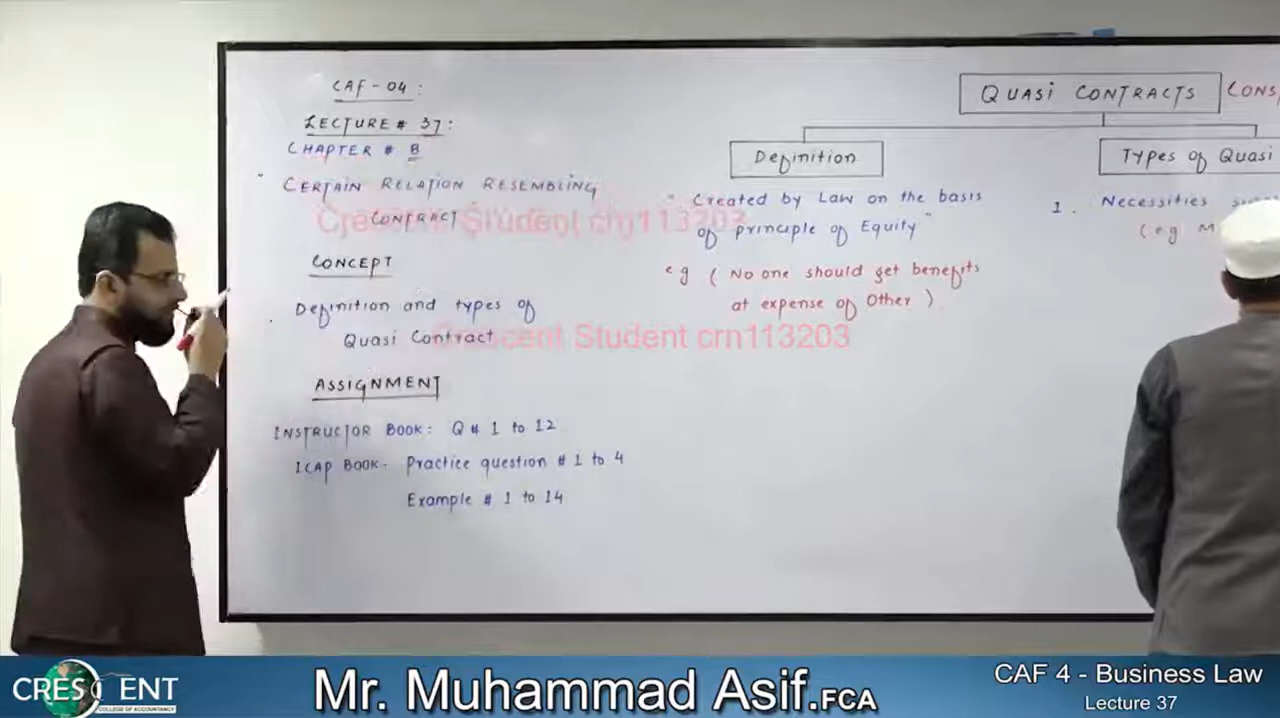 CAF - 04 :
LECTURE # 37 :
CHAPTER # 8
" CERTAIN RELATION RESEMBLING
CONTRACT
CONCEPT
Definition and types of
Quasi Contract
ASSIGNMENT
INSTRUCTOR BOOK: Q # 1 to 12
ICAP BOOK: Practice question # 1 to 4
Example # 1 to 14
QUASI CONTRACTS
Definition
" Created by Law on the basis
of principle of Equity "
eg ( No one should get benefits
at expense of Other )
Types of Quasi
1. Necessities
(eg
Crescent Student crn113203
Crescent Student crn113203
CRESCENT
COLLEGE OF ACCOUNTANCY
Mr. Muhammad Asif.FCA
CAF 4 - Business Law
Lecture 37